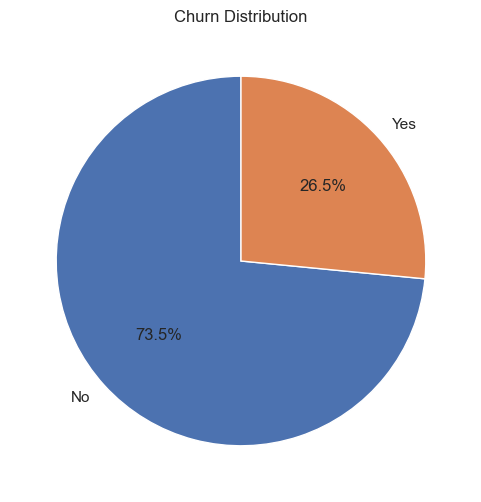 Churn Distribution
Yes
26.5%
73.5%
No